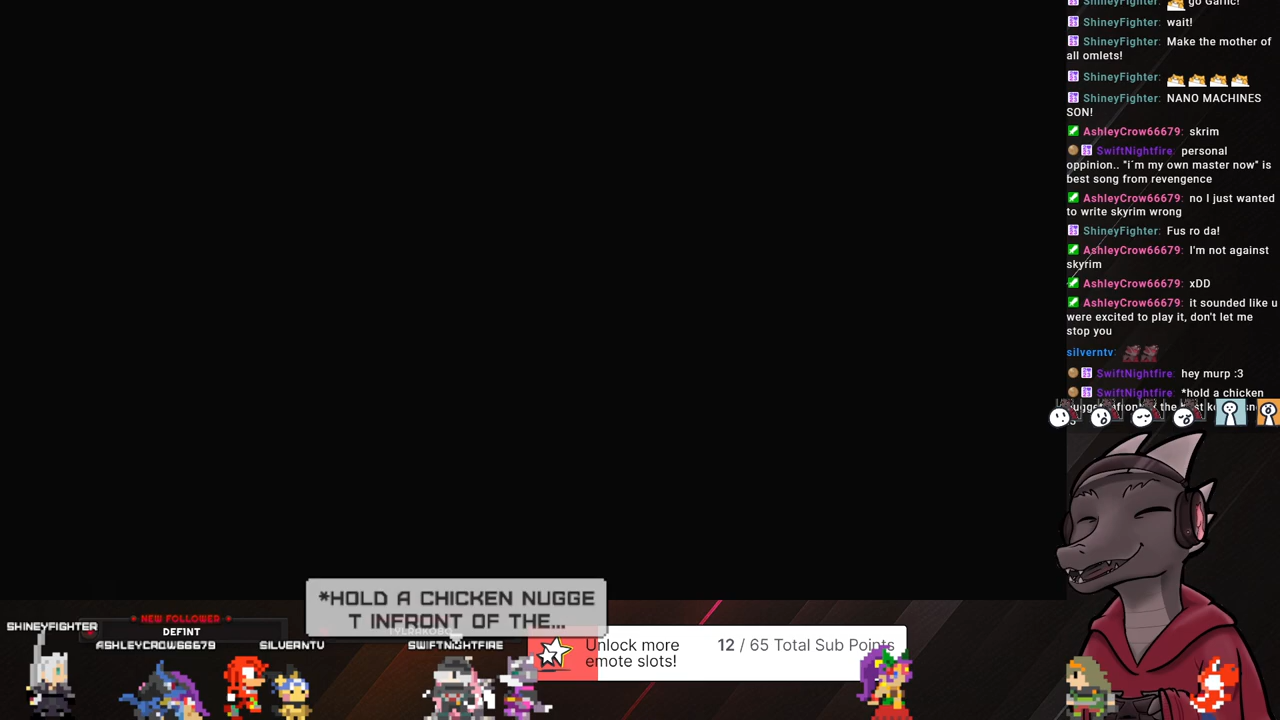 ShineyFighter: go Garlic!
ShineyFighter: wait!
ShineyFighter: Make the mother of
all omlets!
ShineyFighter:
ShineyFighter: NANO MACHINES
SON!
AshleyCrow66679: skrim
SwiftNightfire: personal
oppinion.. "i´m my own master now" is
best song from revengence
AshleyCrow66679: no I just wanted
to write skyrim wrong
ShineyFighter: Fus ro da!
AshleyCrow66679: I'm not against
skyrim
AshleyCrow66679: xDD
AshleyCrow66679: it sounded like u
were excited to play it, don't let me
stop you
silverntv:
SwiftNightfire: hey murp :3
SwiftNightfire: *hold a chicken
*HOLD A CHICKEN NUGGE
T INFRONT OF THE...
SHINEYFIGHTER
NEW FOLLOWER
DEFINT
ASHLEYCROW66679
SILVERNTV
SWIFTNIGHTFIRE
Unlock more
emote slots!
12 / 65 Total Sub Points